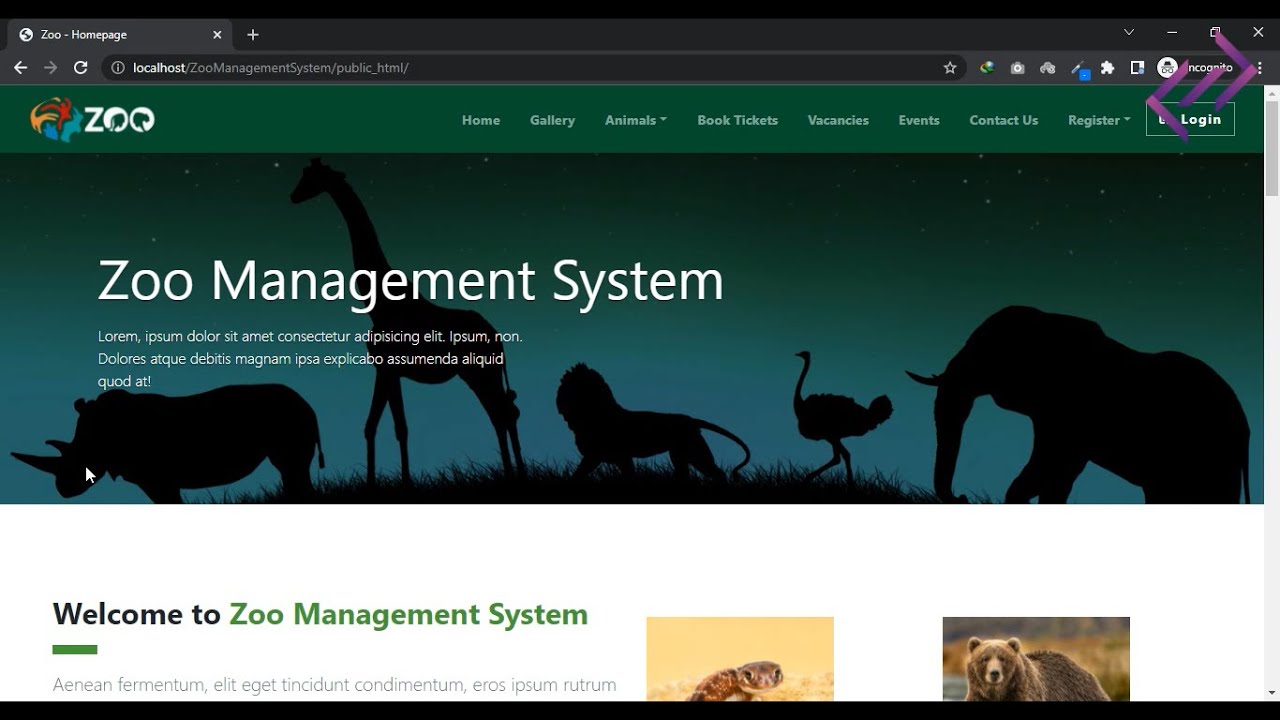 Zoo - Homepage
localhost/ZooManagementSystem/public_html/
Incognito
ZOO
Home
Gallery
Animals
Book Tickets
Vacancies
Events
Contact Us
Register
Login
Zoo Management System
Lorem, ipsum dolor sit amet consectetur adipisicing elit. Ipsum, non.
Dolores atque debitis magnam ipsa explicabo assumenda aliquid
quod at!
Welcome to Zoo Management System
Aenean fermentum, elit eget tincidunt condimentum, eros ipsum rutrum